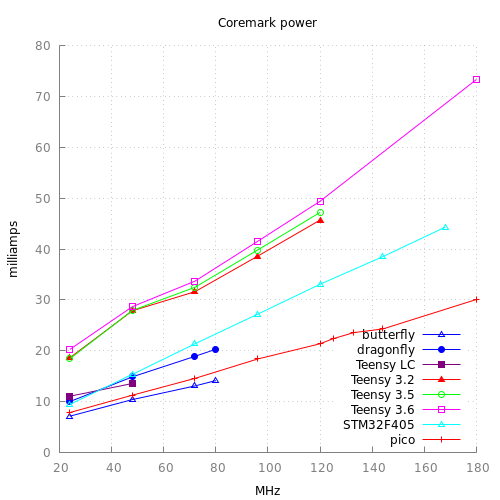 Coremark power
80
70
60
50
40
30
20
10
0
milliamps
butterfly
dragonfly
Teensy LC
Teensy 3.2
Teensy 3.5
Teensy 3.6
STM32F405
pico
20 40 60 80 100 120 140 160 180
MHz